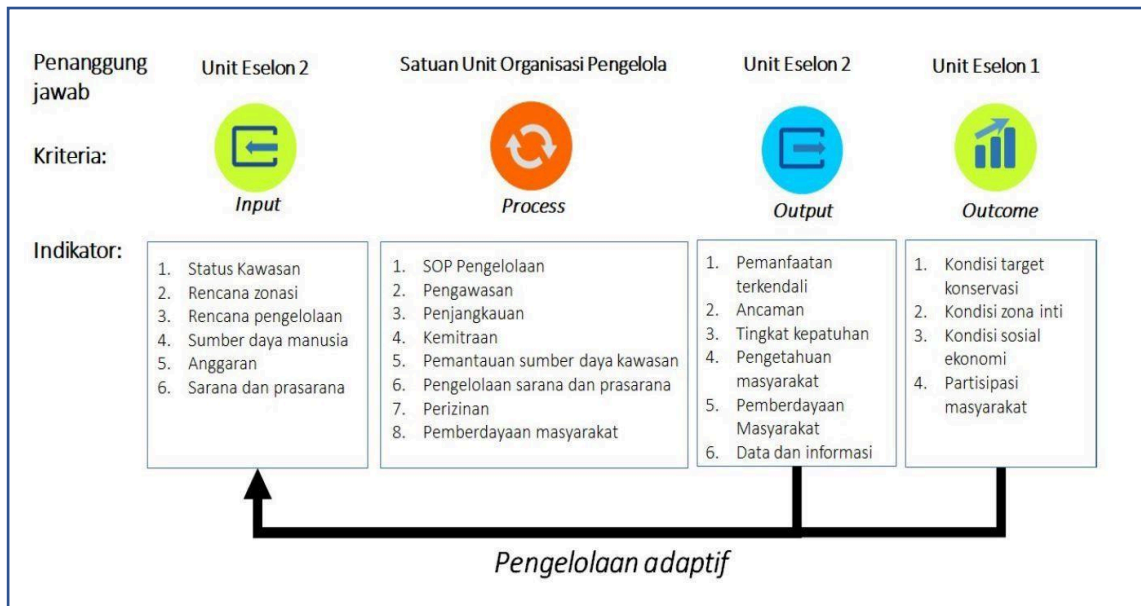 Penanggung jawab
Unit Eselon 2
Satuan Unit Organisasi Pengelola
Unit Eselon 2
Unit Eselon 1
Kriteria:
Input
Process
Output
Outcome
Indikator:
1. Status Kawasan
2. Rencana zonasi
3. Rencana pengelolaan
4. Sumber daya manusia
5. Anggaran
6. Sarana dan prasarana
1. SOP Pengelolaan
2. Pengawasan
3. Penjangkauan
4. Kemitraan
5. Pemantauan sumber daya kawasan
6. Pengelolaan sarana dan prasarana
7. Perizinan
8. Pemberdayaan masyarakat
1. Pemanfaatan
terkendali
2. Ancaman
3. Tingkat kepatuhan
4. Pengetahuan
masyarakat
5. Pemberdayaan
Masyarakat
6. Data dan informasi
1. Kondisi target
konservasi
2. Kondisi zona inti
3. Kondisi sosial
ekonomi
4. Partisipasi
masyarakat
Pengelolaan adaptif